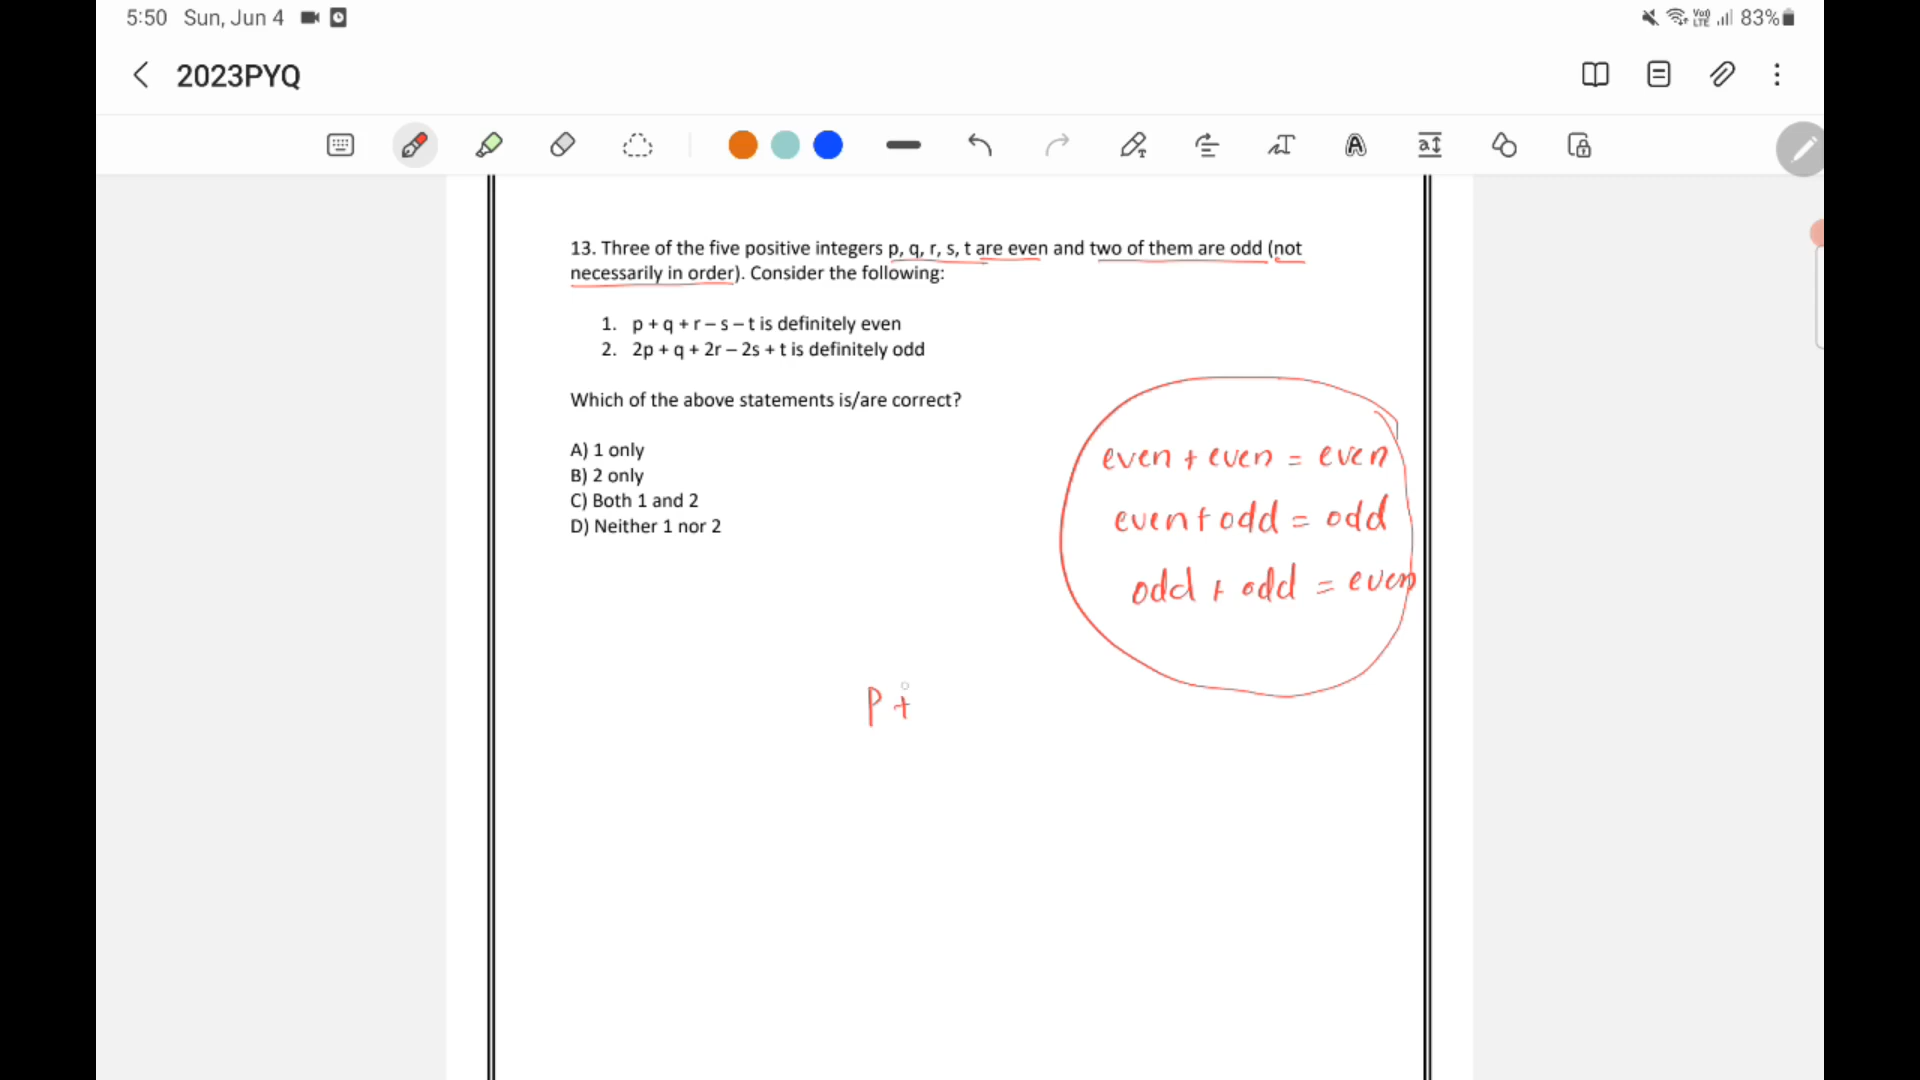 5:50 Sun, Jun 4
83%
2023PYQ
13. Three of the five positive integers p, q, r, s, t are even and two of them are odd (not
necessarily in order). Consider the following:
1. p + q + r – s – t is definitely even
2. 2p + q + 2r – 2s + t is definitely odd
Which of the above statements is/are correct?
A) 1 only
B) 2 only
C) Both 1 and 2
D) Neither 1 nor 2
even + even = even
even + odd = odd
odd + odd = even
P +